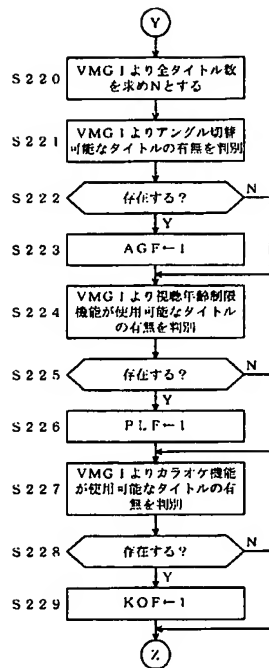 Y
S220
VMGIより全タイトル数
を求めNとする
S221
VMGIよりアングル切替
可能なタイトルの有無を判別
S222
存在する?
N
Y
S223
AGF←1
S224
VMGIより視聴年齢制限
機能が使用可能なタイトル
の有無を判別
S225
存在する?
N
Y
S226
PLF←1
S227
VMGIよりカラオケ機能
が使用可能なタイトルの有
無を判別
S228
存在する?
N
Y
S229
KOF←1
Z